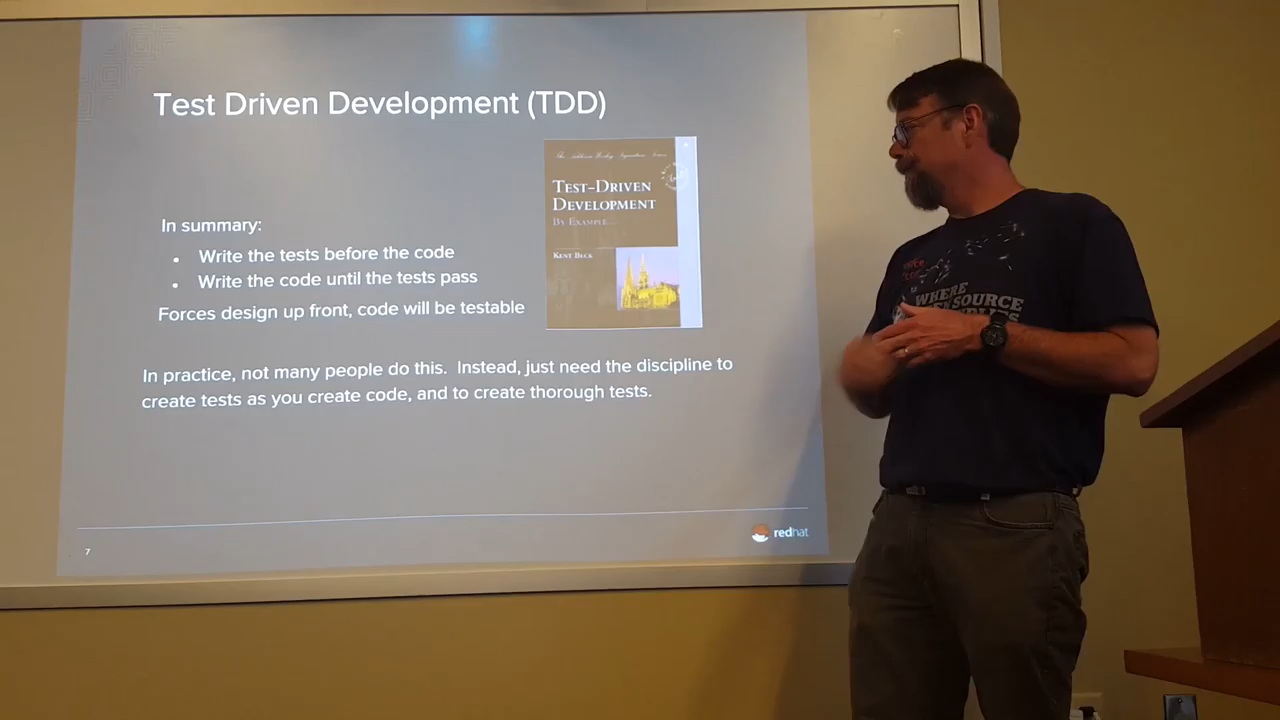 Test Driven Development (TDD)
TEST-DRIVEN
DEVELOPMENT
BY EXAMPLE
KENT BECK
In summary:
• Write the tests before the code
• Write the code until the tests pass
Forces design up front, code will be testable
In practice, not many people do this. Instead, just need the discipline to
create tests as you create code, and to create thorough tests.
7
redhat
WHERE
SOURCE